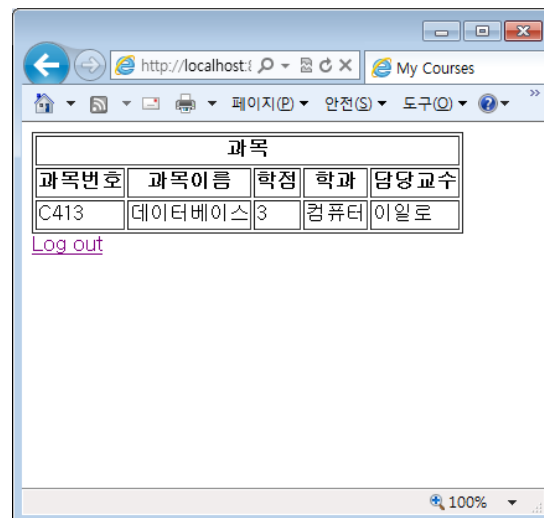 http://localhost:8 My Courses
페이지(P) 안전(S) 도구(O) »
과목
과목번호 과목이름 학점 학과 담당교수
C413 데이터베이스 3 컴퓨터 이일로
Log out
100%